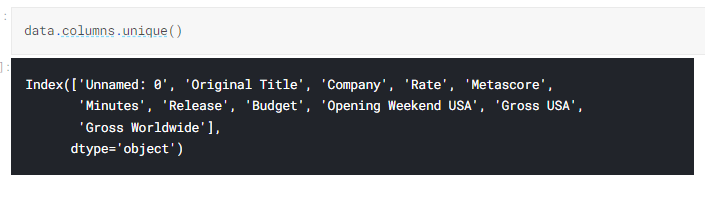 :
data.columns.unique()
]:
Index(['Unnamed: 0', 'Original Title', 'Company', 'Rate', 'Metascore',
'Minutes', 'Release', 'Budget', 'Opening Weekend USA', 'Gross USA',
'Gross Worldwide'],
dtype='object')